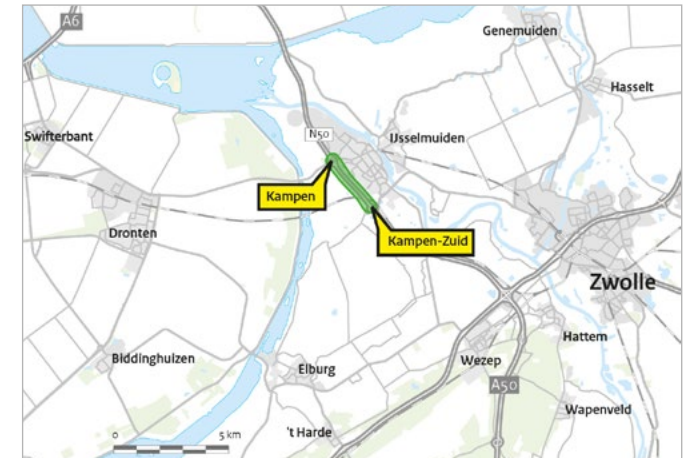 A6
Genemuiden
Hasselt
Swifterbant
N50
IJsselmuiden
Kampen
Dronten
Kampen-Zuid
Zwolle
Hattem
Biddinghuizen
Elburg
Wezep
A50
Wapenveld
't Harde
0 5 km